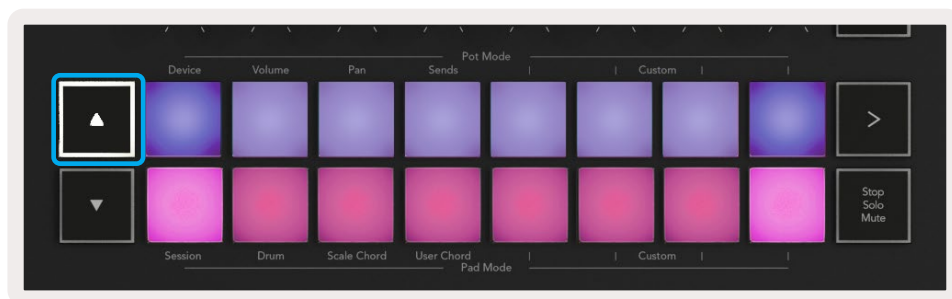 Pot Mode
Device Volume Pan Sends Custom
Stop
Solo
Mute
Session Drum Scale Chord User Chord Custom
Pad Mode